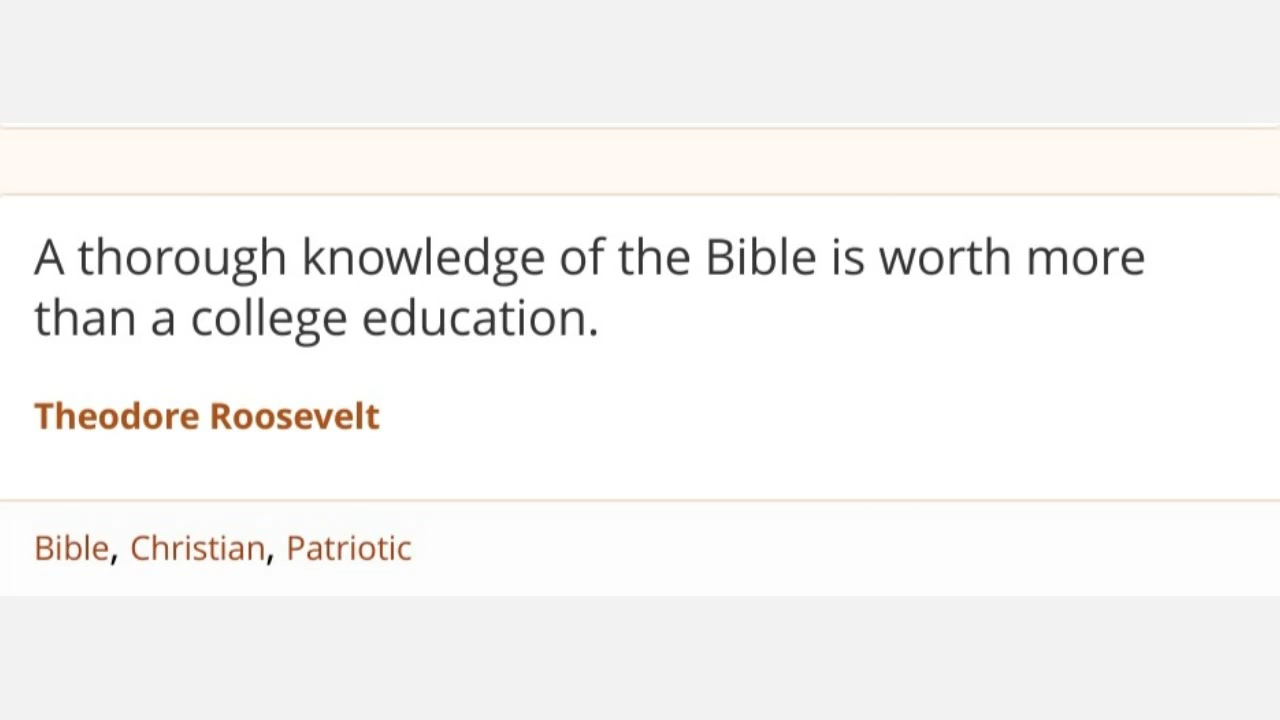 A thorough knowledge of the Bible is worth more
than a college education.
Theodore Roosevelt
Bible, Christian, Patriotic